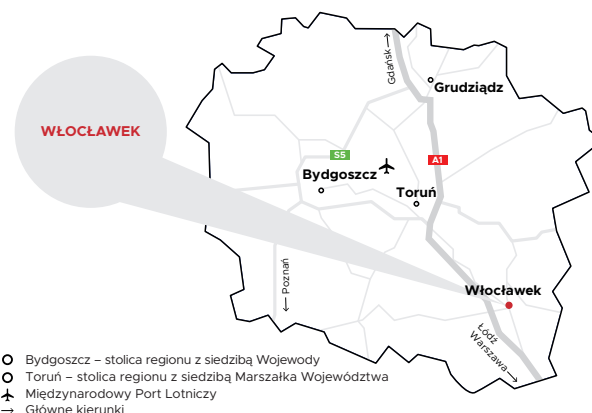 Gdańsk
Grudziądz
WŁOCŁAWEK
S5
A1
Bydgoszcz
Toruń
Poznań
Włocławek
Łódź
Warszawa
Bydgoszcz – stolica regionu z siedzibą Wojewody
Toruń – stolica regionu z siedzibą Marszałka Województwa
Międzynarodowy Port Lotniczy
Główne kierunki